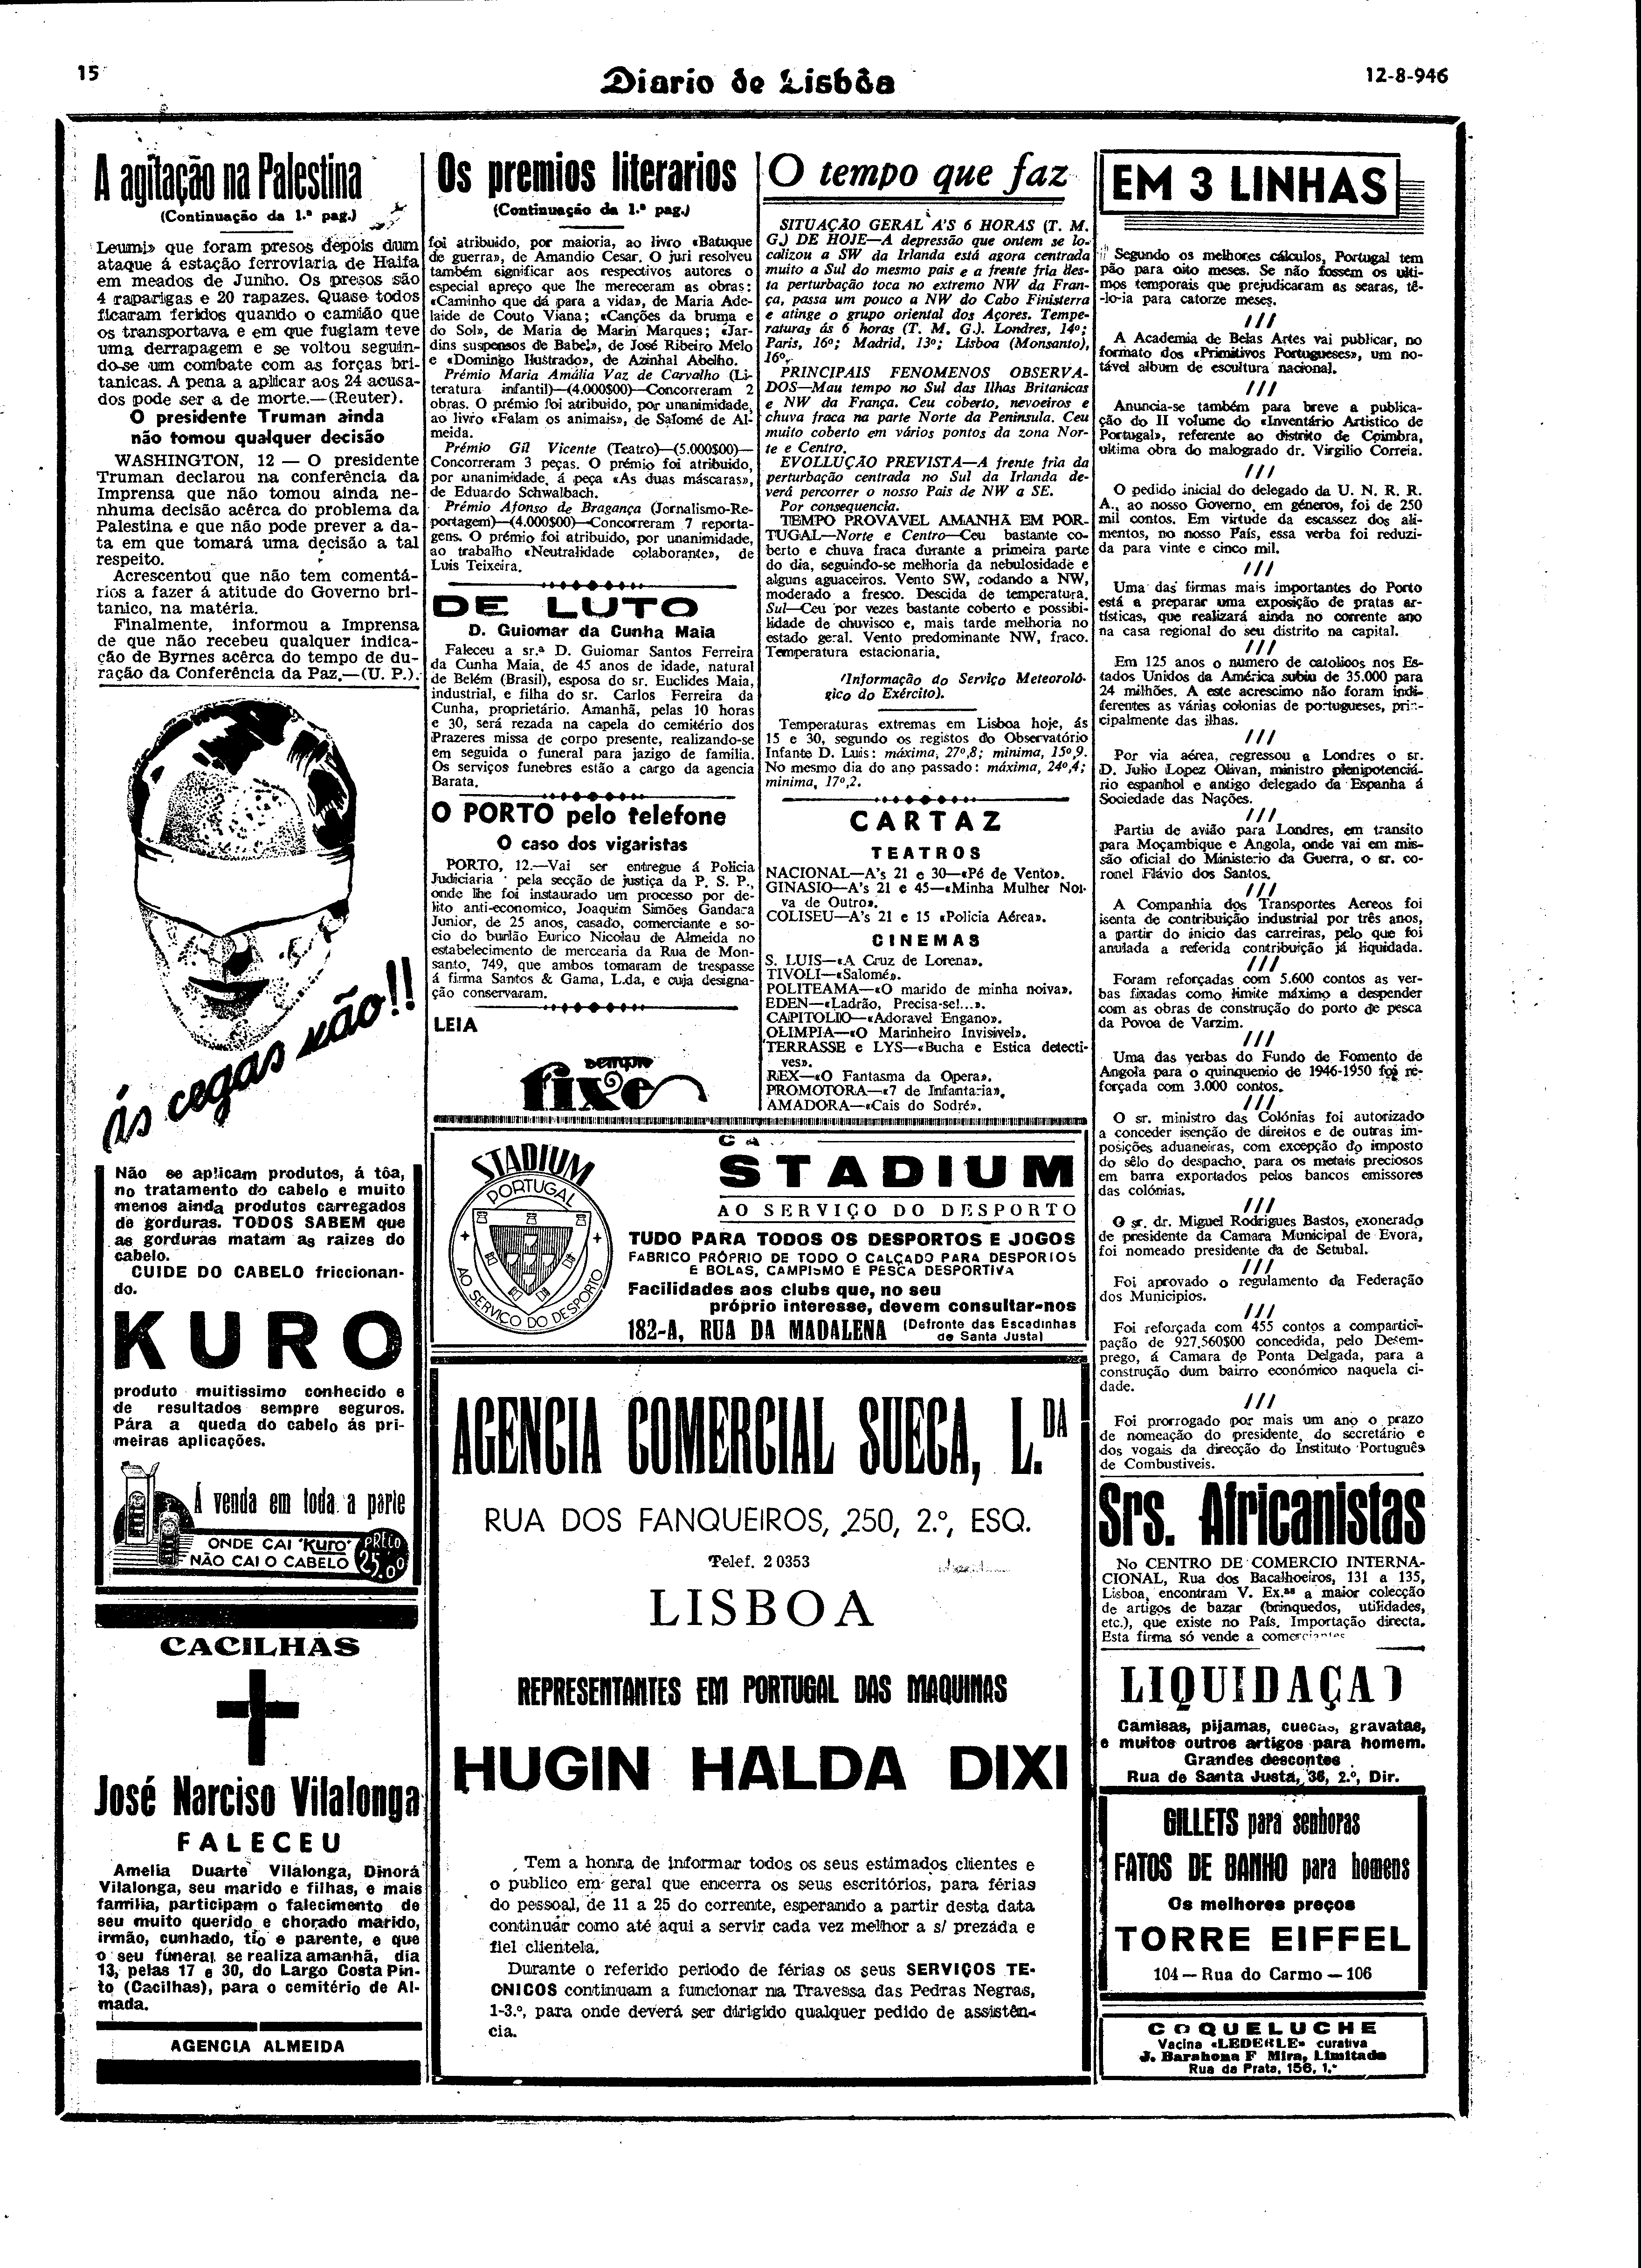 15
Diario de Lisbôa
12-8-946
A agitação na Palestina
(Continuação da 1.ª pag.)
Leumi» que foram presos depois dum
ataque á estação ferroviaria de Haifa
em meados de Junho. Os presos são
4 raparigas e 20 rapazes. Quase todos
ficaram feridos quando o camião que
os transportava e em que fugiam teve
uma derrapagem e se voltou seguin-
do-se um combate com as forças bri-
tanicas. A pena a aplicar aos 24 acusa-
dos pode ser a de morte.—(Reuter).
O presidente Truman ainda
não tomou qualquer decisão
WASHINGTON, 12 — O presidente
Truman declarou na conferência da
Imprensa que não tomou ainda ne-
nhuma decisão acêrca do problema da
Palestina e que não pode prever a da-
ta em que tomará uma decisão a tal
respeito.
Acrescentou que não tem comentá-
rios a fazer á atitude do Governo bri-
tanico, na matéria.
Finalmente, informou a Imprensa
de que não recebeu qualquer indica-
ção de Byrnes acêrca do tempo de du-
ração da Conferência da Paz.—(U. P.).
ás cegas não!!
Não se aplicam produtos, á tôa,
no tratamento do cabelo e muito
menos ainda produtos carregados
de gorduras. TODOS SABEM que
as gorduras matam as raizes do
cabelo.
CUIDE DO CABELO friccionan-
do.
KURO
produto muitissimo conhecido e
de resultados sempre seguros.
Pára a queda do cabelo ás pri-
meiras aplicações.
Á venda em toda a parte
ONDE CAI "Kuro"
NÃO CAI O CABELO
PREÇO
25.00
CACILHAS
José Narciso Vilalonga
FALECEU
Amelia Duarte Vilalonga, Dinorá
Vilalonga, seu marido e filhas, e mais
familia, participam o falecimento de
seu muito querido e chorado marido,
irmão, cunhado, tio e parente, e que
o seu funeral se realiza amanhã, dia
13, pelas 17 e 30, do Largo Costa Pin-
to (Cacilhas), para o cemitério de Al-
mada.
AGENCIA ALMEIDA
Os premios literarios
(Continuação da 1.ª pag.)
foi atribuido, por maioria, ao livro «Batuque
de guerra», de Amandio Cesar. O juri resolveu
também significar aos respectivos autores o
especial apreço que lhe mereceram as obras:
«Caminho que dá para a vida», de Maria Ade-
laide de Couto Viana; «Canções da bruma e
do Sol», de Maria de Marin Marques; «Jar-
dins suspensos de Babel», de José Ribeiro Melo
e «Domingo Ilustrado», de Azinhal Abelho.
Prémio Maria Amália Vaz de Carvalho (Li-
teratura infantil)—(4.000$00)—Concorreram 2
obras. O prémio foi atribuido, por unanimidade,
ao livro «Falam os animais», de Salomé de Al-
meida.
Prémio Gil Vicente (Teatro)—(5.000$00)—
Concorreram 3 peças. O prémio foi atribuido,
por unanimidade, á peça «As duas máscaras»,
de Eduardo Schwalbach.
Prémio Afonso de Bragança (Jornalismo-Re-
portagem)—(4.000$00)—Concorreram 7 reporta-
gens. O prémio foi atribuido, por unanimidade,
ao trabalho «Neutralidade colaborante», de
Luis Teixeira.
DE LUTO
D. Guiomar da Cunha Maia
Faleceu a sr.ª D. Guiomar Santos Ferreira
da Cunha Maia, de 45 anos de idade, natural
de Belém (Brasil), esposa do sr. Euclides Maia,
industrial, e filha do sr. Carlos Ferreira da
Cunha, proprietário. Amanhã, pelas 10 horas
e 30, será rezada na capela do cemitério dos
Prazeres missa de corpo presente, realizando-se
em seguida o funeral para jazigo de familia.
Os serviços funebres estão a cargo da agencia
Barata.
O PORTO pelo telefone
O caso dos vigaristas
PORTO, 12.—Vai ser entregue á Policia
Judiciaria pela secção de justiça da P. S. P.,
onde lhe foi instaurado um processo por de-
lito anti-economico, Joaquim Simões Gandara
Junior, de 25 anos, casado, comerciante e so-
cio do burlão Eurico Nicolau de Almeida no
estabelecimento de mercearia da Rua de Mon-
santo, 749, que ambos tomaram de trespasse
á firma Santos & Gama, L.da, e cuja designa-
ção conservaram.
LEIA
sempre
fixe
O tempo que faz
SITUAÇÃO GERAL A'S 6 HORAS (T. M.
G.) DE HOJE—A depressão que ontem se lo-
calizou a SW da Irlanda está agora centrada
muito a Sul do mesmo pais e a frente fria des-
ta perturbação toca no extremo NW da Fran-
ça, passa um pouco a NW do Cabo Finisterra
e atinge o grupo oriental dos Açores. Tempe-
raturas ás 6 horas (T. M. G.). Londres, 14º;
Paris, 16º; Madrid, 13º; Lisboa (Monsanto),
16º.
PRINCIPAIS FENOMENOS OBSERVA-
DOS—Mau tempo no Sul das Ilhas Britanicas
e NW da França. Ceu coberto, nevoeiros e
chuva fraca na parte Norte da Peninsula. Ceu
muito coberto em vários pontos da zona Nor-
te e Centro.
EVOLLUÇÃO PREVISTA—A frente fria da
perturbação centrada no Sul da Irlanda de-
verá percorrer o nosso Pais de NW a SE.
Por consequencia.
TEMPO PROVAVEL AMANHÃ EM POR-
TUGAL—Norte e Centro—Ceu bastante co-
berto e chuva fraca durante a primeira parte
do dia, seguindo-se melhoria da nebulosidade e
alguns aguaceiros. Vento SW, rodando a NW,
moderado a fresco. Descida de temperatura.
Sul—Ceu por vezes bastante coberto e possibi-
lidade de chuvisco e, mais tarde melhoria no
estado geral. Vento predominante NW, fraco.
Temperatura estacionaria.
(Informação do Serviço Meteoroló-
gico do Exército).
Temperaturas extremas em Lisboa hoje, ás
15 e 30, segundo os registos do Observatório
Infante D. Luis: máxima, 27º,8; minima, 15º,9.
No mesmo dia do ano passado: máxima, 24º,4;
minima, 17º,2.
CARTAZ
TEATROS
NACIONAL—A's 21 e 30—«Pé de Vento».
GINASIO—A's 21 e 45—«Minha Mulher Noi-
va de Outro».
COLISEU—A's 21 e 15 «Policia Aérea».
CINEMAS
S. LUIS—«A Cruz de Lorena».
TIVOLI—«Salomé».
POLITEAMA—«O marido de minha noiva».
EDEN—«Ladrão, Precisa-se!...».
CAPITOLIO—«Adoravel Engano».
OLIMPIA—«O Marinheiro Invisivel».
TERRASSE e LYS—«Bucha e Estica detecti-
ves».
REX—«O Fantasma da Opera».
PROMOTORA—«7 de Infantaria».
AMADORA—«Cais do Sodré».
STADIUM
PORTUGAL
AO SERVIÇO DO DESPORTO
STADIUM
AO SERVIÇO DO DESPORTO
TUDO PARA TODOS OS DESPORTOS E JOGOS
FABRICO PRÓPRIO DE TODO O CALÇADO PARA DESPORTOS
E BOLAS, CAMPISMO E PESCA DESPORTIVA
Facilidades aos clubs que, no seu
próprio interesse, devem consultar-nos
182-A, RUA DA MADALENA (Defronte das Escadinhas
de Santa Justa)
AGENCIA COMERCIAL SUECA, L.DA
RUA DOS FANQUEIROS, 250, 2.º, ESQ.
Telef. 2 0353
LISBOA
REPRESENTANTES EM PORTUGAL DAS MAQUINAS
HUGIN HALDA DIXI
Tem a honra de informar todos os seus estimados clientes e
o publico em geral que encerra os seus escritórios, para férias
do pessoal, de 11 a 25 do corrente, esperando a partir desta data
continuar como até aqui a servir cada vez melhor a s/ prezada e
fiel clientela.
Durante o referido periodo de férias os seus SERVIÇOS TE-
CNICOS continuam a funcionar na Travessa das Pedras Negras,
1-3.º, para onde deverá ser dirigido qualquer pedido de assistên-
cia.
EM 3 LINHAS
Segundo os melhores cálculos, Portugal tem
pão para oito meses. Se não fossem os ulti-
mos temporais que prejudicaram as searas, tê-
-lo-ia para catorze meses.
///
A Academia de Belas Artes vai publicar, no
formato dos «Primitivos Portugueses», um no-
tável album de escultura nacional.
///
Anuncia-se também para breve a publica-
ção do II volume do «Inventário Artistico de
Portugal», referente ao distrito de Coimbra,
ultima obra do malogrado dr. Virgilio Correia.
///
O pedido inicial do delegado da U. N. R. R.
A., ao nosso Governo, em géneros, foi de 250
mil contos. Em virtude da escassez dos ali-
mentos, no nosso País, essa verba foi reduzi-
da para vinte e cinco mil.
///
Uma das firmas mais importantes do Porto
está a preparar uma exposição de pratas ar-
tísticas, que realizará ainda no corrente ano
na casa regional do seu distrito na capital.
///
Em 125 anos o numero de catolicos nos Es-
tados Unidos da América subiu de 35.000 para
24 milhões. A este acrescimo não foram indi-
ferentes as várias colonias de portugueses, prin-
cipalmente das ilhas.
///
Por via aérea, regressou a Londres o sr.
D. Julio Lopez Olivan, ministro plenipotenciá-
rio espanhol e antigo delegado da Espanha á
Sociedade das Nações.
///
Partiu de avião para Londres, em transito
para Moçambique e Angola, onde vai em mis-
são oficial do Ministerio da Guerra, o sr. co-
ronel Flávio dos Santos.
///
A Companhia dos Transportes Aereos foi
isenta de contribuição industrial por três anos,
a partir do inicio das carreiras, pelo que foi
anulada a referida contribuição já liquidada.
///
Foram reforçadas com 5.600 contos as ver-
bas fixadas como limite máximo a despender
com as obras de construção do porto de pesca
da Povoa de Varzim.
///
Uma das verbas do Fundo de Fomento de
Angola para o quinquenio de 1946-1950 foi re-
forçada com 3.000 contos.
///
O sr. ministro das Colónias foi autorizado
a conceder isenção de direitos e de outras im-
posições aduaneiras, com excepção do imposto
do sêlo do despacho, para os metais preciosos
em barra exportados pelos bancos emissores
das colónias.
///
O sr. dr. Miguel Rodrigues Bastos, exonerado
de presidente da Camara Municipal de Evora,
foi nomeado presidente da de Setubal.
///
Foi aprovado o regulamento da Federação
dos Municipios.
///
Foi reforçada com 455 contos a compartici-
pação de 927.560$00 concedida, pelo Desem-
prego, á Camara de Ponta Delgada, para a
construção dum bairro económico naquela ci-
dade.
///
Foi prorrogado por mais um ano o prazo
de nomeação do presidente, do secretário e
dos vogais da direcção do Instituto Português
de Combustiveis.
Srs. Africanistas
No CENTRO DE COMERCIO INTERNA-
CIONAL, Rua dos Bacalhoeiros, 131 a 135,
Lisboa, encontram V. Ex.as a maior colecção
de artigos de bazar (brinquedos, utilidades,
etc.), que existe no País. Importação directa.
Esta firma só vende a comerciantes
LIQUIDAÇÃO
Camisas, pijamas, cuecas, gravatas,
e muitos outros artigos para homem.
Grandes descontos
Rua de Santa Justa, 36, 2.º, Dir.
GILLETS para senhoras
FATOS DE BANHO para homens
Os melhores preços
TORRE EIFFEL
104 — Rua do Carmo — 106
COQUELUCHE
Vacina «LEDERLE» curativa
J. Barahona F Mira, Limitada
Rua da Prata, 156, 1.º